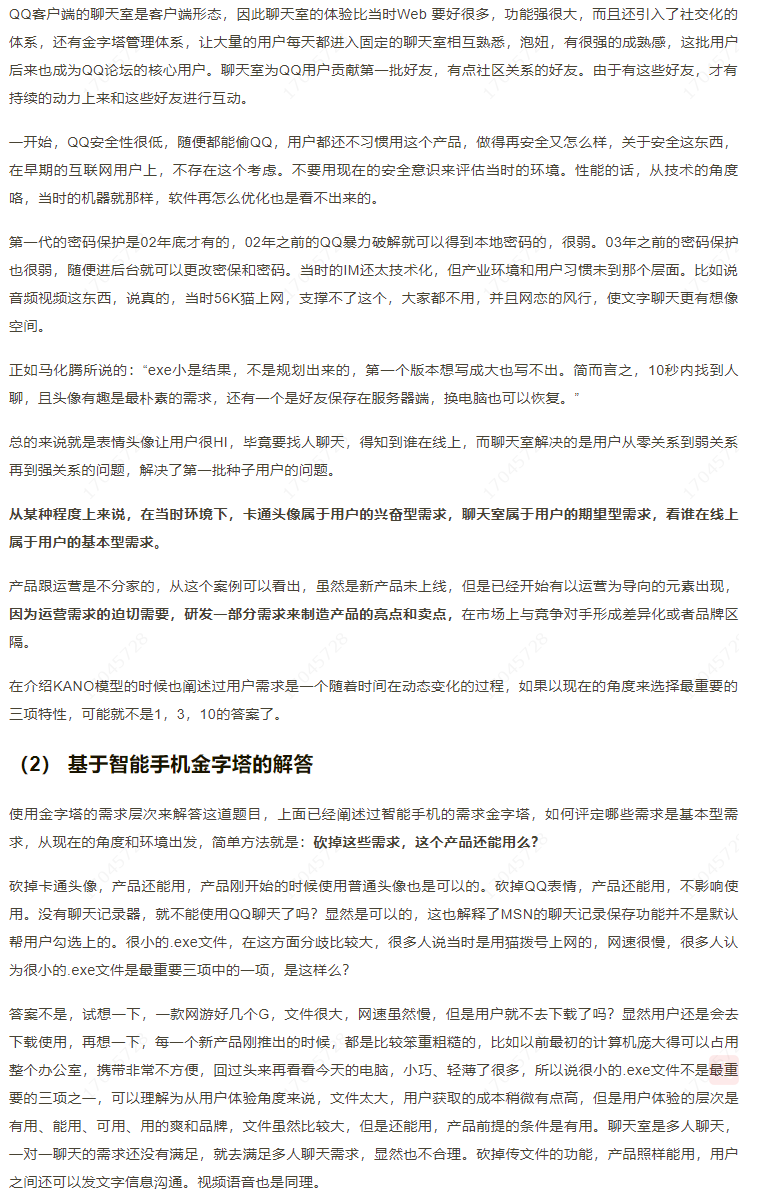 QQ客户端的聊天室是客户端形态，因此聊天室的体验比当时Web 要好很多，功能强很大，而且还引入了社交化的
体系，还有金字塔管理体系，让大量的用户每天都进入固定的聊天室相互熟悉，泡妞，有很强的成熟感，这批用户
后来也成为QQ论坛的核心用户。聊天室为QQ用户贡献第一批好友，有点社区关系的好友。由于有这些好友，才有
持续的动力上来和这些好友进行互动。
一开始，QQ安全性很低，随便都能偷QQ，用户都还不习惯用这个产品，做得再安全又怎么样，关于安全这东西，
在早期的互联网用户上，不存在这个考虑。不要用现在的安全意识来评估当时的环境。性能的话，从技术的角度
咯，当时的机器就那样，软件再怎么优化也是看不出来的。
第一代的密码保护是02年底才有的，02年之前的QQ暴力破解就可以得到本地密码的，很弱。03年之前的密码保护
也很弱，随便进后台就可以更改密保和密码。当时的IM还太技术化，但产业环境和用户习惯未到那个层面。比如说
音频视频这东西，说真的，当时56K猫上网，支撑不了这个，大家都不用，并且网恋的风行，使文字聊天更有想像
空间。
正如马化腾所说的：“exe小是结果，不是规划出来的，第一个版本想写成大也写不出。简而言之，10秒内找到人
聊，且头像有趣是最朴素的需求，还有一个是好友保存在服务器端，换电脑也可以恢复。”
总的来说就是表情头像让用户很HI，毕竟要找人聊天，得知到谁在线上，而聊天室解决的是用户从零关系到弱关系
再到强关系的问题，解决了第一批种子用户的问题。
从某种程度上来说，在当时环境下，卡通头像属于用户的兴奋型需求，聊天室属于用户的期望型需求，看谁在线上
属于用户的基本型需求。
产品跟运营是不分家的，从这个案例可以看出，虽然是新产品未上线，但是已经开始有以运营为导向的元素出现，
因为运营需求的迫切需要，研发一部分需求来制造产品的亮点和卖点，在市场上与竞争对手形成差异化或者品牌区
隔。
在介绍KANO模型的时候也阐述过用户需求是一个随着时间在动态变化的过程，如果以现在的角度来选择最重要的
三项特性，可能就不是1，3，10的答案了。
（2） 基于智能手机金字塔的解答
使用金字塔的需求层次来解答这道题目，上面已经阐述过智能手机的需求金字塔，如何评定哪些需求是基本型需
求，从现在的角度和环境出发，简单方法就是：砍掉这些需求，这个产品还能用么？
砍掉卡通头像，产品还能用，产品刚开始的时候使用普通头像也是可以的。砍掉QQ表情，产品还能用，不影响使
用。没有聊天记录器，就不能使用QQ聊天了吗？显然是可以的，这也解释了MSN的聊天记录保存功能并不是默认
帮用户勾选上的。很小的.exe文件，在这方面分歧比较大，很多人说当时是用猫拨号上网的，网速很慢，很多人认
为很小的.exe文件是最重要三项中的一项，是这样么？
答案不是，试想一下，一款网游好几个G，文件很大，网速虽然慢，但是用户就不去下载了吗？显然用户还是会去
下载使用，再想一下，每一个新产品刚推出的时候，都是比较笨重粗糙的，比如以前最初的计算机庞大得可以占用
整个办公室，携带非常不方便，回过头来再看看今天的电脑，小巧、轻薄了很多，所以说很小的.exe文件不是最重
要的三项之一，可以理解为从用户体验角度来说，文件太大，用户获取的成本稍微有点高，但是用户体验的层次是
有用、能用、可用、用的爽和品牌，文件虽然比较大，但是还能用，产品前提的条件是有用。聊天室是多人聊天，
一对一聊天的需求还没有满足，就去满足多人聊天需求，显然也不合理。砍掉传文件的功能，产品照样能用，用户
之间还可以发文字信息沟通。视频语音也是同理。